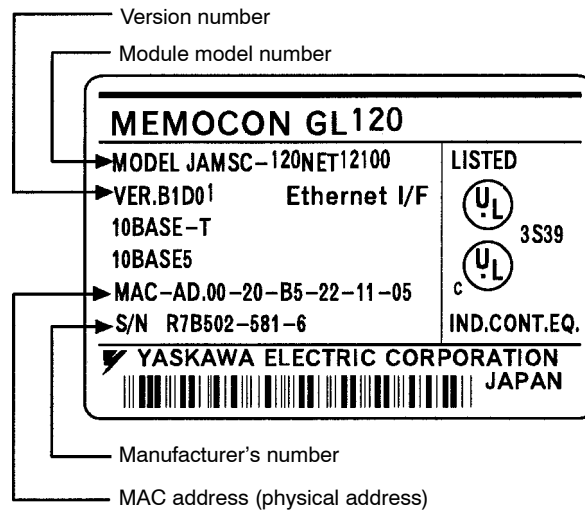 Version number
Module model number
MEMOCON GL120
MODEL JAMSC-120NET12100
LISTED
VER.B1D01
Ethernet I/F
UL
3S39
10BASE-T
10BASE5
c UL
MAC-AD.00-20-B5-22-11-05
S/N R7B502-581-6
IND.CONT.EQ.
YASKAWA ELECTRIC CORPORATION
JAPAN
Manufacturer's number
MAC address (physical address)